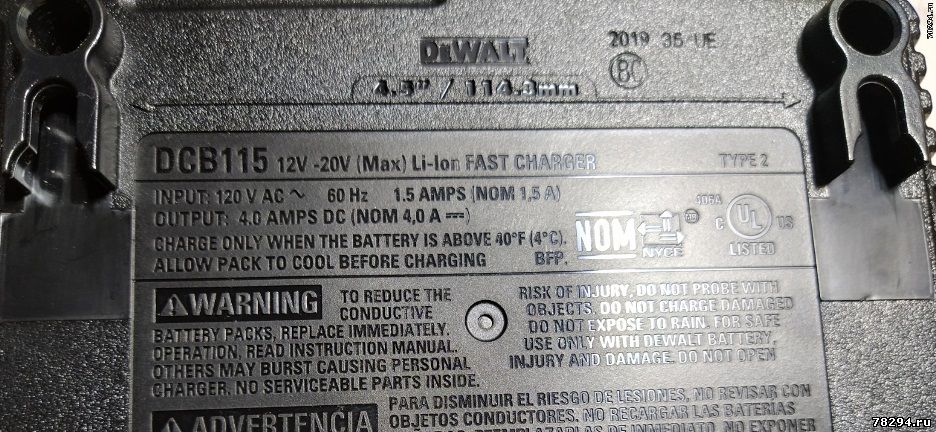 DEWALT
2019 36 UE
BC
4.5" / 114.3mm
DCB115 12V -20V (Max) Li-Ion FAST CHARGER TYPE 2
INPUT: 120 V AC ~ 60 Hz 1.5 AMPS (NOM 1,5 A)
OUTPUT: 4.0 AMPS DC (NOM 4,0 A ⎓)
CHARGE ONLY WHEN THE BATTERY IS ABOVE 40°F (4°C).
ALLOW PACK TO COOL BEFORE CHARGING BFP.
NOM NYCE
C UL US
LISTED
⚠WARNING TO REDUCE THE RISK OF INJURY, DO NOT PROBE WITH
CONDUCTIVE OBJECTS. DO NOT CHARGE DAMAGED
BATTERY PACKS, REPLACE IMMEDIATELY. DO NOT EXPOSE TO RAIN. FOR SAFE
OPERATION, READ INSTRUCTION MANUAL. USE ONLY WITH DEWALT BATTERY,
OTHERS MAY BURST CAUSING PERSONAL INJURY AND DAMAGE. DO NOT OPEN
CHARGER. NO SERVICEABLE PARTS INSIDE.
⚠ADVERTENCIA PARA DISMINUIR EL RIESGO DE LESIONES, NO REVISAR CON
OBJETOS CONDUCTORES. NO RECARGAR LAS BATERIAS
78294.ru